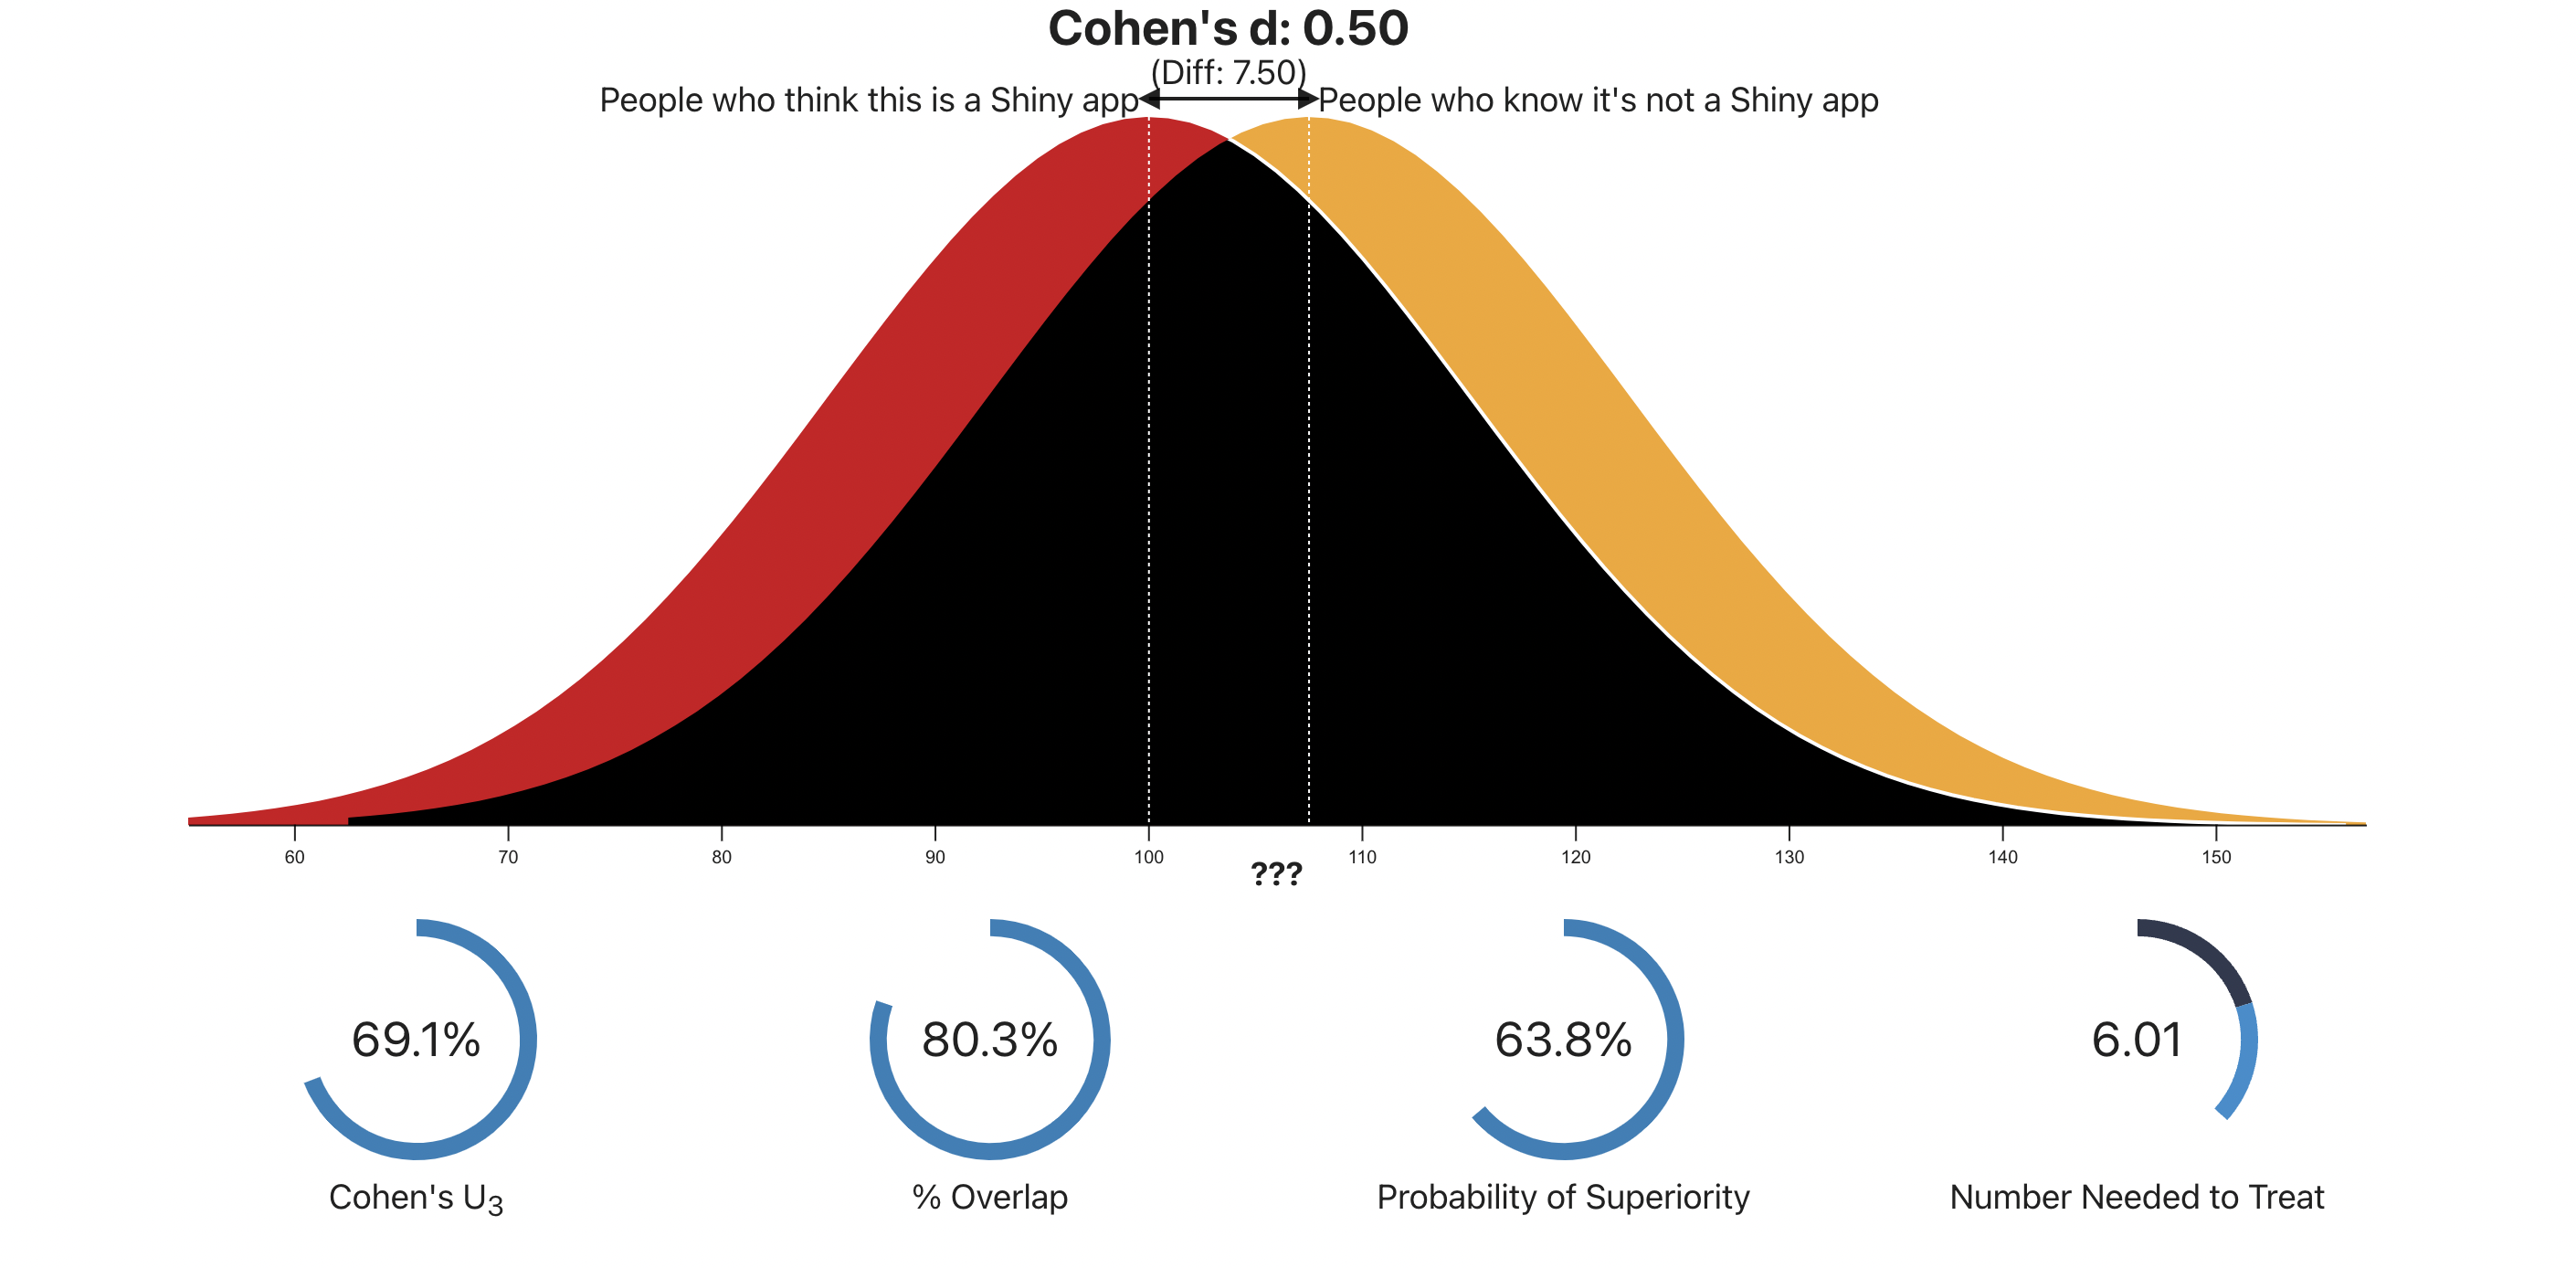 Cohen's d: 0.50
(Diff: 7.50)
People who think this is a Shiny app
People who know it's not a Shiny app
60 70 80 90 100 110 120 130 140 150
???
69.1% 80.3% 63.8% 6.01
Cohen's U₃ % Overlap Probability of Superiority Number Needed to Treat